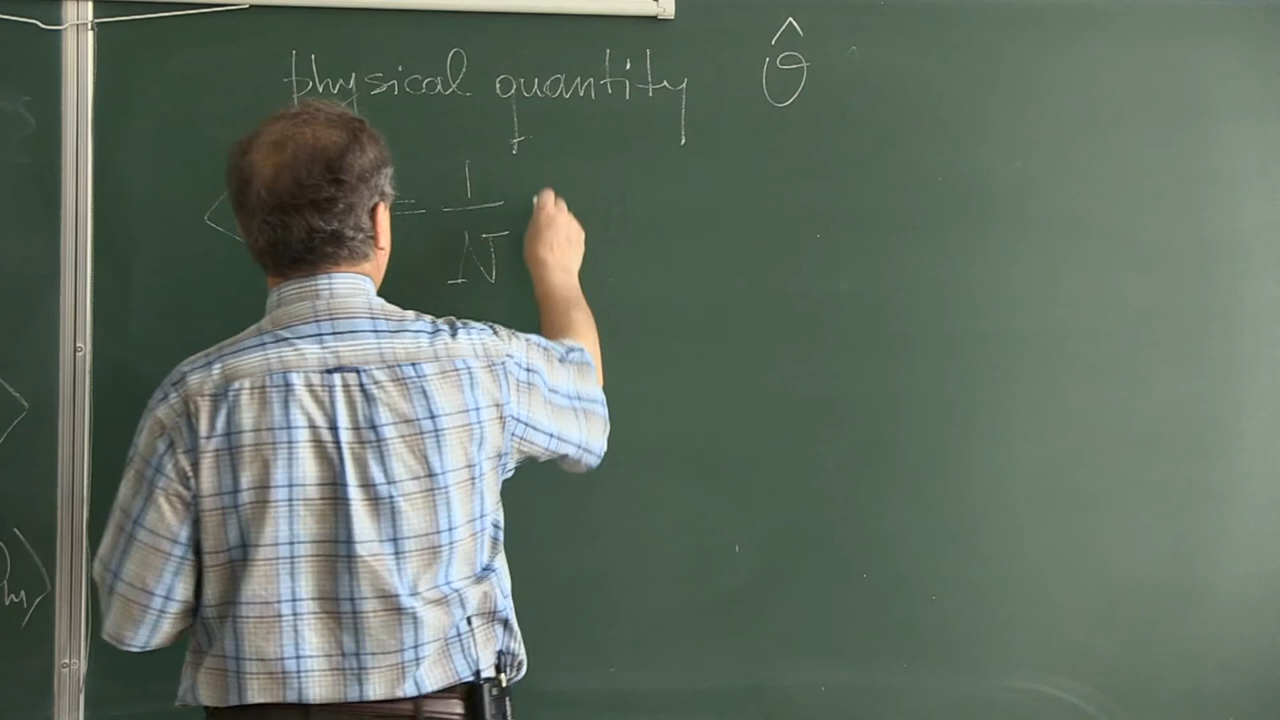 physical quantity Ô
⟨ = 1/N
m⟩